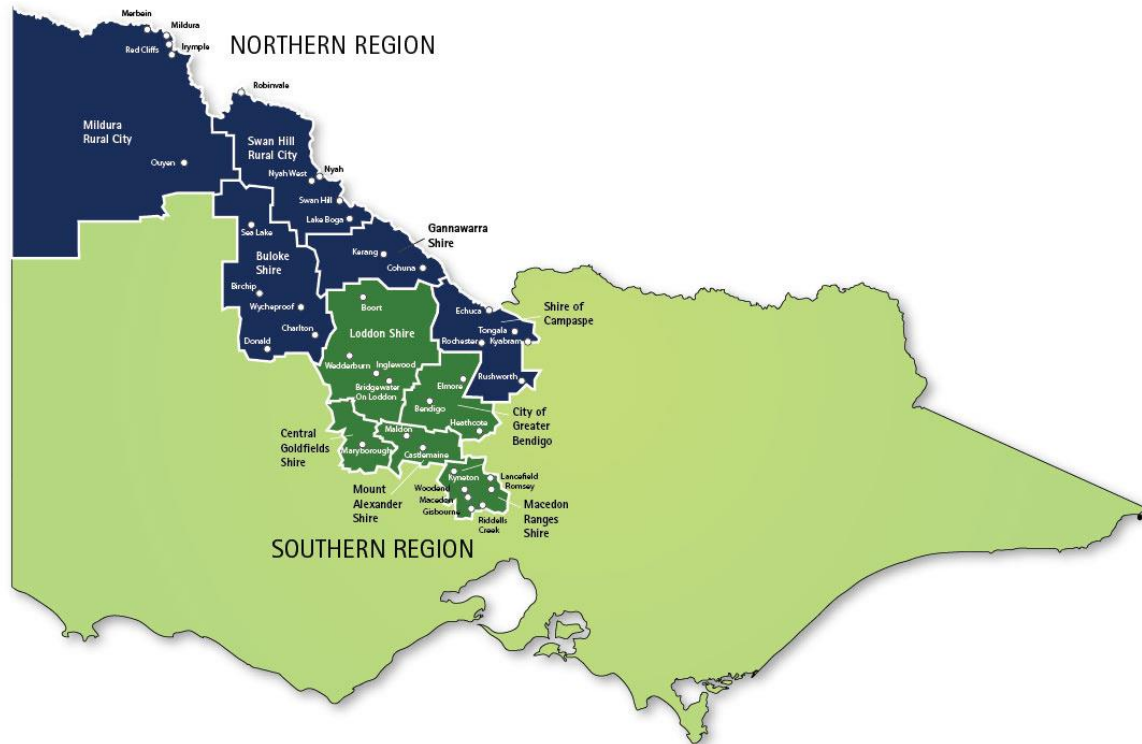 Merbein
Mildura
Irymple
Red Cliffs
NORTHERN REGION
Robinvale
Mildura
Rural City
Swan Hill
Rural City
Ouyen
Nyah
Nyah West
Swan Hill
Lake Boga
Sea Lake
Gannawarra
Shire
Kerang
Cohuna
Buloke
Shire
Birchip
Wycheproof
Charlton
Donald
Boort
Loddon Shire
Echuca
Shire of
Campaspe
Tongala
Rochester
Kyabram
Rushworth
Wedderburn
Inglewood
Bridgewater
On Loddon
Elmore
Bendigo
Heathcote
City of
Greater
Bendigo
Central
Goldfields
Shire
Maryborough
Maldon
Castlemaine
Mount
Alexander
Shire
Kyneton
Lancefield
Romsey
Woodend
Macedon
Gisbourne
Riddells
Creek
Macedon
Ranges
Shire
SOUTHERN REGION